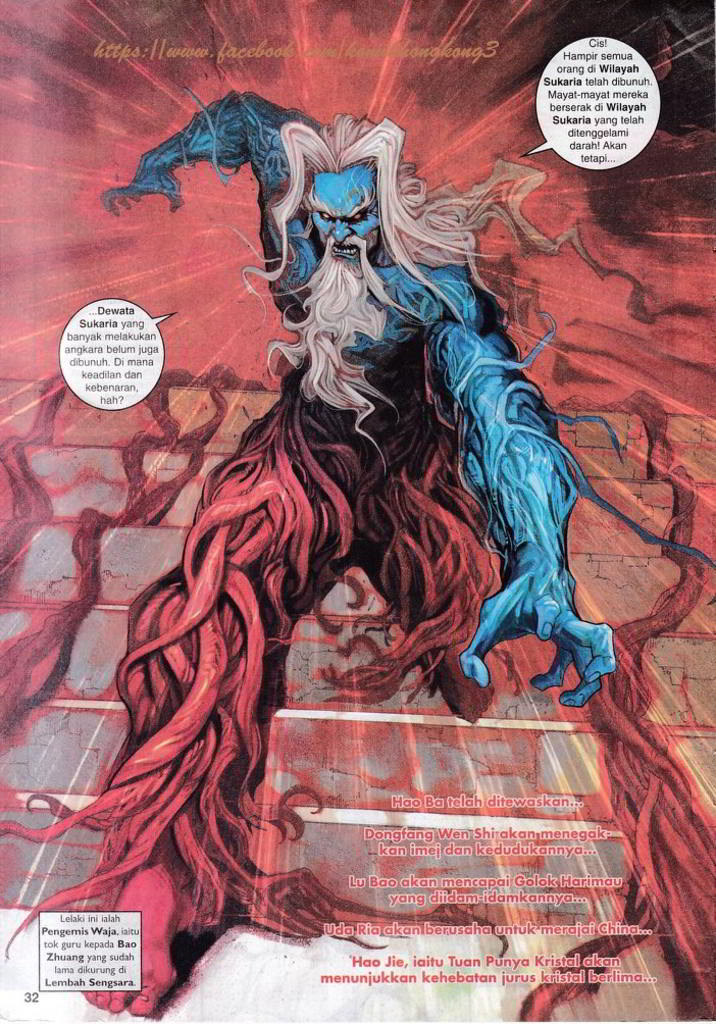 https://www.facebook.com/komikhongkong3
Cis!
Hampir semua
orang di Wilayah
Sukaria telah dibunuh.
Mayat-mayat mereka
berserak di Wilayah
Sukaria yang telah
ditenggelami
darah! Akan
tetapi...
...Dewata
Sukaria yang
banyak melakukan
angkara belum juga
dibunuh. Di mana
keadilan dan
kebenaran,
hah?
Hao Ba telah ditewaskan...
Dongfang Wen Shi akan menegak-
kan imej dan kedudukannya...
Lu Bao akan mencapai Golok Harimau
yang diidam-idamkannya...
Uda Ria akan berusaha untuk merajai China...
Hao Jie, iaitu Tuan Punya Kristal akan
menunjukkan kehebatan jurus kristal berlima...
Lelaki ini ialah
Pengemis Waja, iaitu
tok guru kepada Bao
Zhuang yang sudah
lama dikurung di
Lembah Sengsara.
32